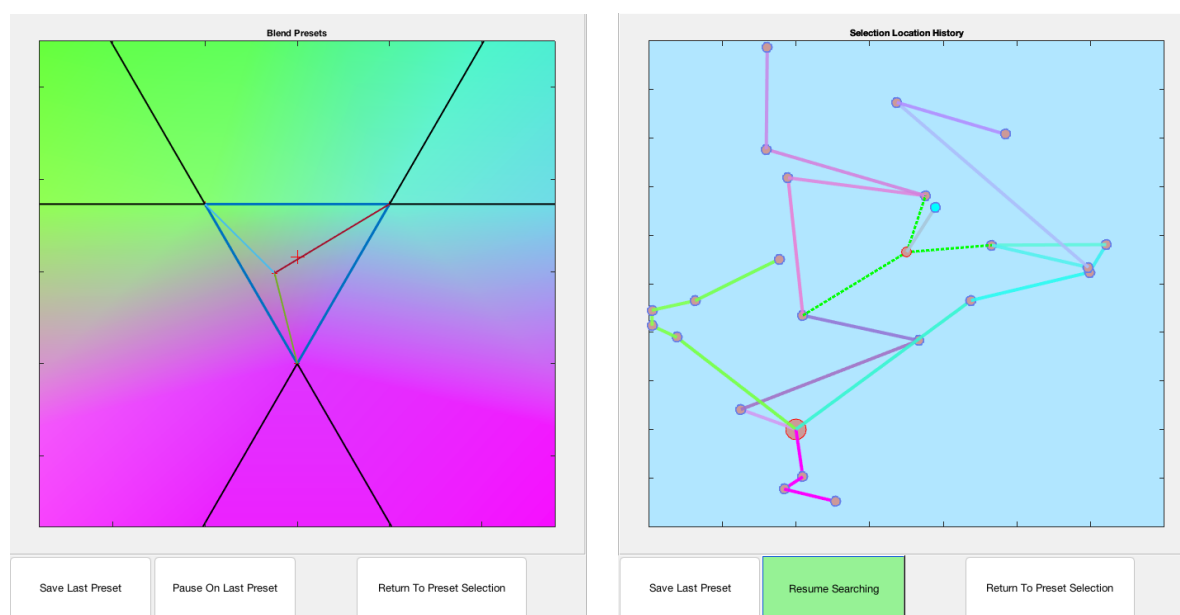 Blend Presets
Selection Location History
Save Last Preset
Pause On Last Preset
Return To Preset Selection
Save Last Preset
Resume Searching
Return To Preset Selection